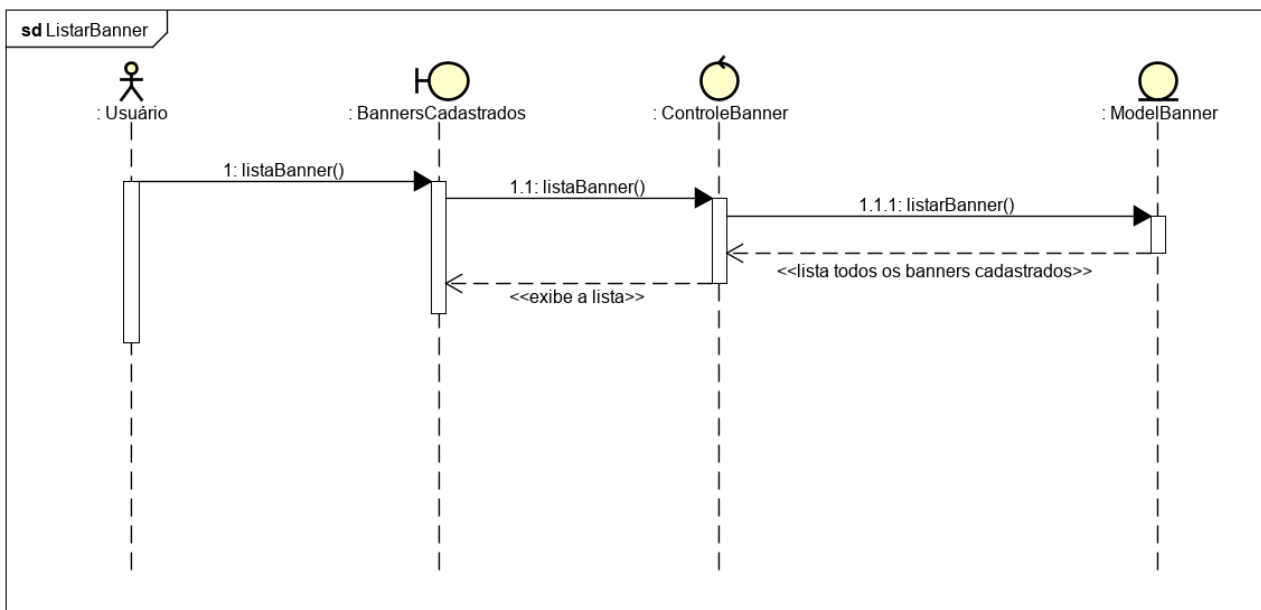 sd ListarBanner
: Usuário
: BannersCadastrados
: ControleBanner
: ModelBanner
1: listaBanner()
1.1: listaBanner()
1.1.1: listarBanner()
<<lista todos os banners cadastrados>>
<<exibe a lista>>